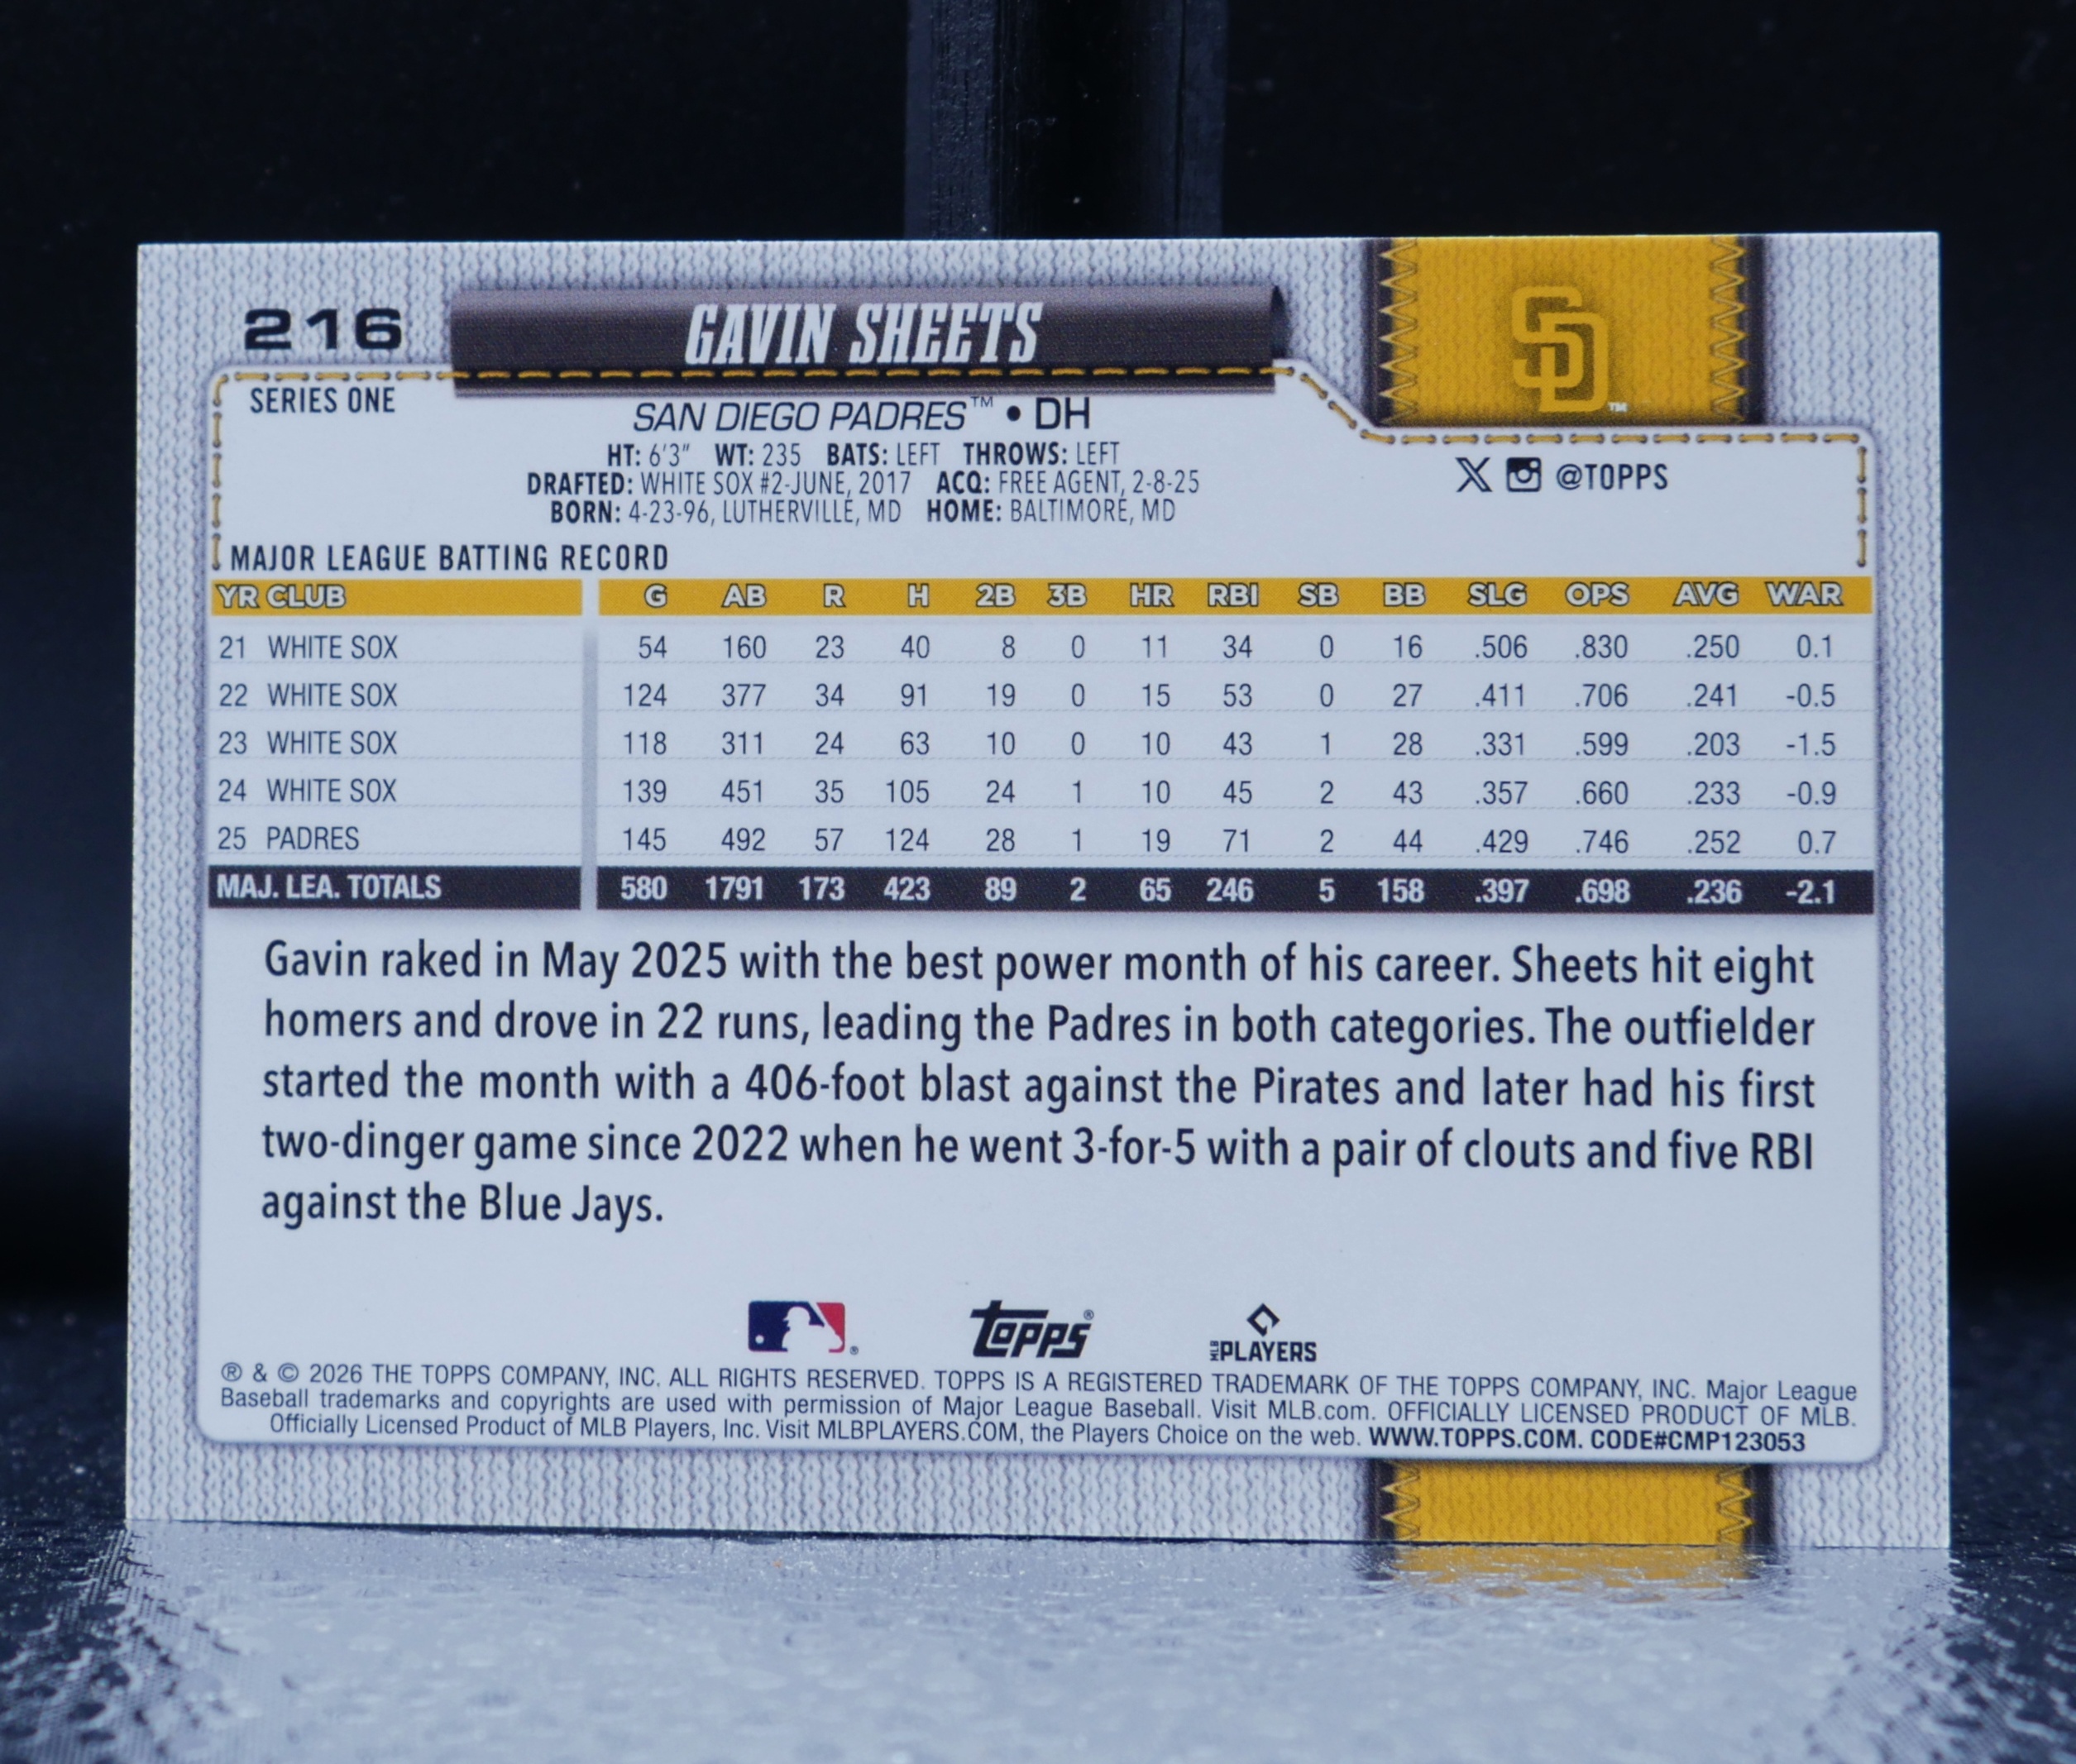 216
GAVIN SHEETS
SD™
SERIES ONE
SAN DIEGO PADRES™ • DH
HT: 6'3" WT: 235 BATS: LEFT THROWS: LEFT
DRAFTED: WHITE SOX #2-JUNE, 2017 ACQ: FREE AGENT, 2-8-25
BORN: 4-23-96, LUTHERVILLE, MD HOME: BALTIMORE, MD
X @TOPPS
MAJOR LEAGUE BATTING RECORD
YR CLUB G AB R H 2B 3B HR RBI SB BB SLG OPS AVG WAR
21 WHITE SOX 54 160 23 40 8 0 11 34 0 16 .506 .830 .250 0.1
22 WHITE SOX 124 377 34 91 19 0 15 53 0 27 .411 .706 .241 -0.5
23 WHITE SOX 118 311 24 63 10 0 10 43 1 28 .331 .599 .203 -1.5
24 WHITE SOX 139 451 35 105 24 1 10 45 2 43 .357 .660 .233 -0.9
25 PADRES 145 492 57 124 28 1 19 71 2 44 .429 .746 .252 0.7
MAJ. LEA. TOTALS 580 1791 173 423 89 2 65 246 5 158 .397 .698 .236 -2.1
Gavin raked in May 2025 with the best power month of his career. Sheets hit eight
homers and drove in 22 runs, leading the Padres in both categories. The outfielder
started the month with a 406-foot blast against the Pirates and later had his first
two-dinger game since 2022 when he went 3-for-5 with a pair of clouts and five RBI
against the Blue Jays.
® Topps® MLB PLAYERS
® & © 2026 THE TOPPS COMPANY, INC. ALL RIGHTS RESERVED. TOPPS IS A REGISTERED TRADEMARK OF THE TOPPS COMPANY, INC. Major League
Baseball trademarks and copyrights are used with permission of Major League Baseball. Visit MLB.com. OFFICIALLY LICENSED PRODUCT OF MLB.
Officially Licensed Product of MLB Players, Inc. Visit MLBPLAYERS.COM, the Players Choice on the web. WWW.TOPPS.COM. CODE#CMP123053